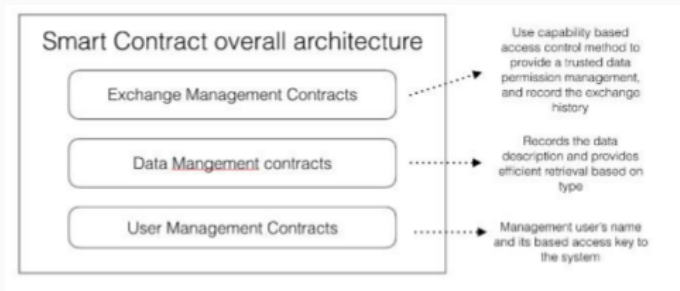 Smart Contract overall architecture
Exchange Management Contracts
Use capability based
access control method to
provide a trusted data
permission management,
and record the exchange
history
Data Mangement contracts
Records the data
description and provides
efficient retrieval based on
type
User Management Contracts
Management user's name
and its based access key to
the system